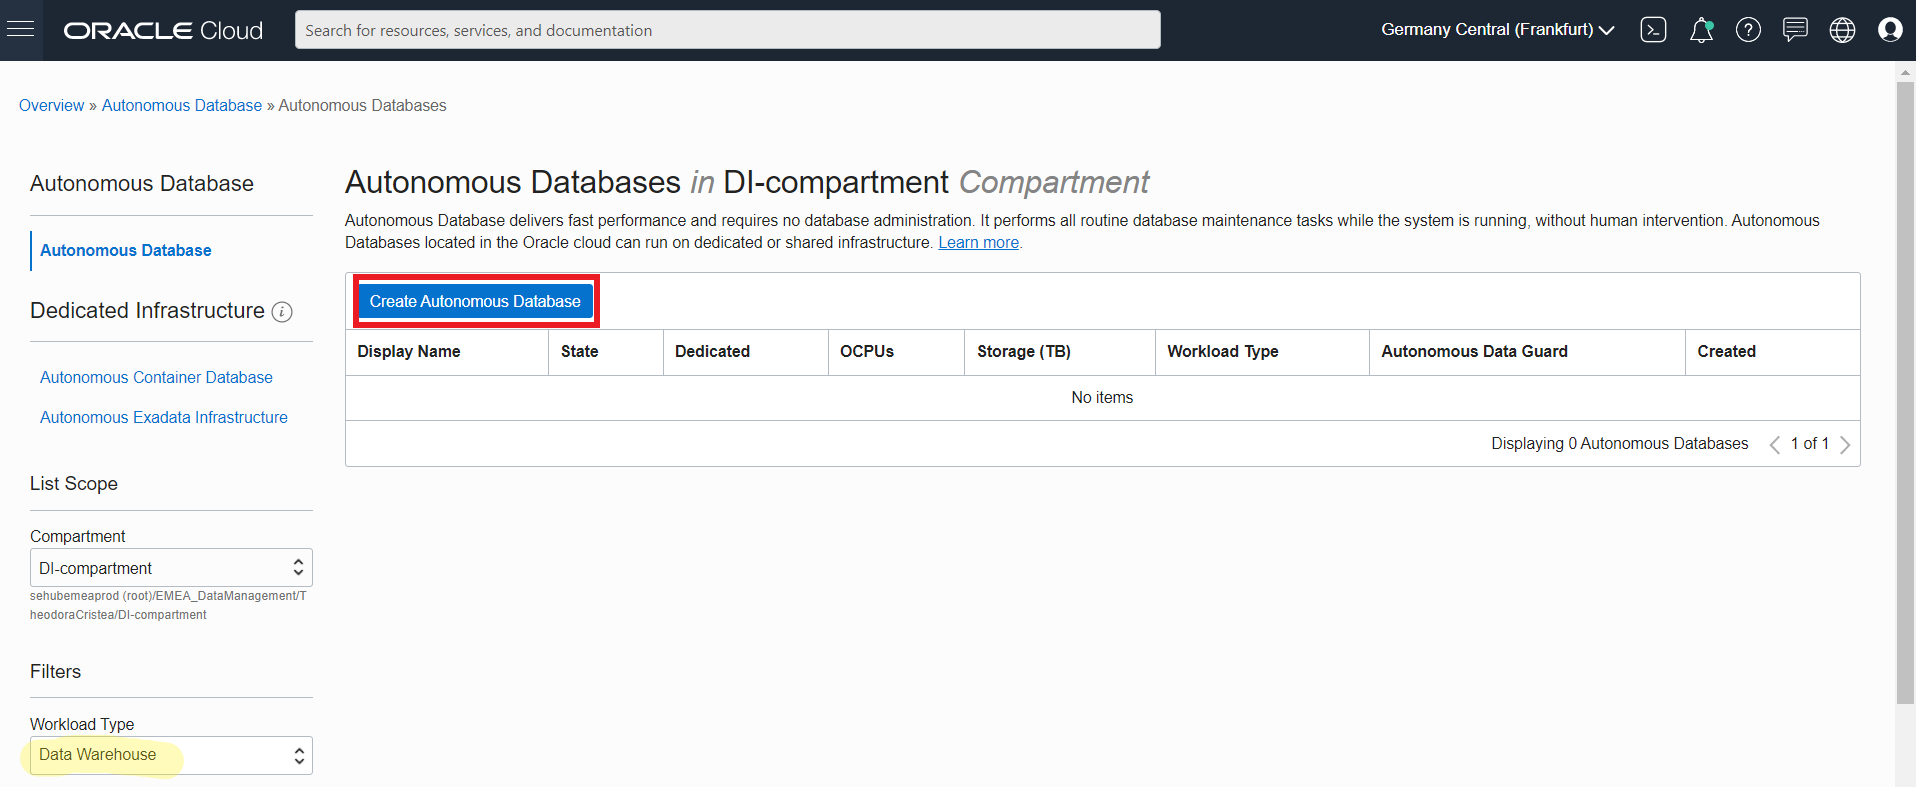 ORACLE Cloud
Search for resources, services, and documentation
Germany Central (Frankfurt)
Overview » Autonomous Database » Autonomous Databases
Autonomous Database
Autonomous Database
Dedicated Infrastructure
Autonomous Container Database
Autonomous Exadata Infrastructure
List Scope
Compartment
DI-compartment
sehubemeaprod (root)/EMEA_DataManagement/T
heodoraCristea/DI-compartment
Filters
Workload Type
Data Warehouse
Autonomous Databases in DI-compartment Compartment
Autonomous Database delivers fast performance and requires no database administration. It performs all routine database maintenance tasks while the system is running, without human intervention. Autonomous
Databases located in the Oracle cloud can run on dedicated or shared infrastructure. Learn more.
Create Autonomous Database
Display Name State Dedicated OCPUs Storage (TB) Workload Type Autonomous Data Guard Created
No items
Displaying 0 Autonomous Databases 1 of 1